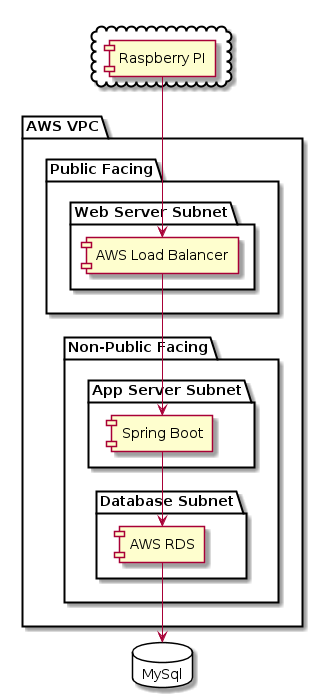 Raspberry PI
AWS VPC
Public Facing
Web Server Subnet
AWS Load Balancer
Non-Public Facing
App Server Subnet
Spring Boot
Database Subnet
AWS RDS
MySql